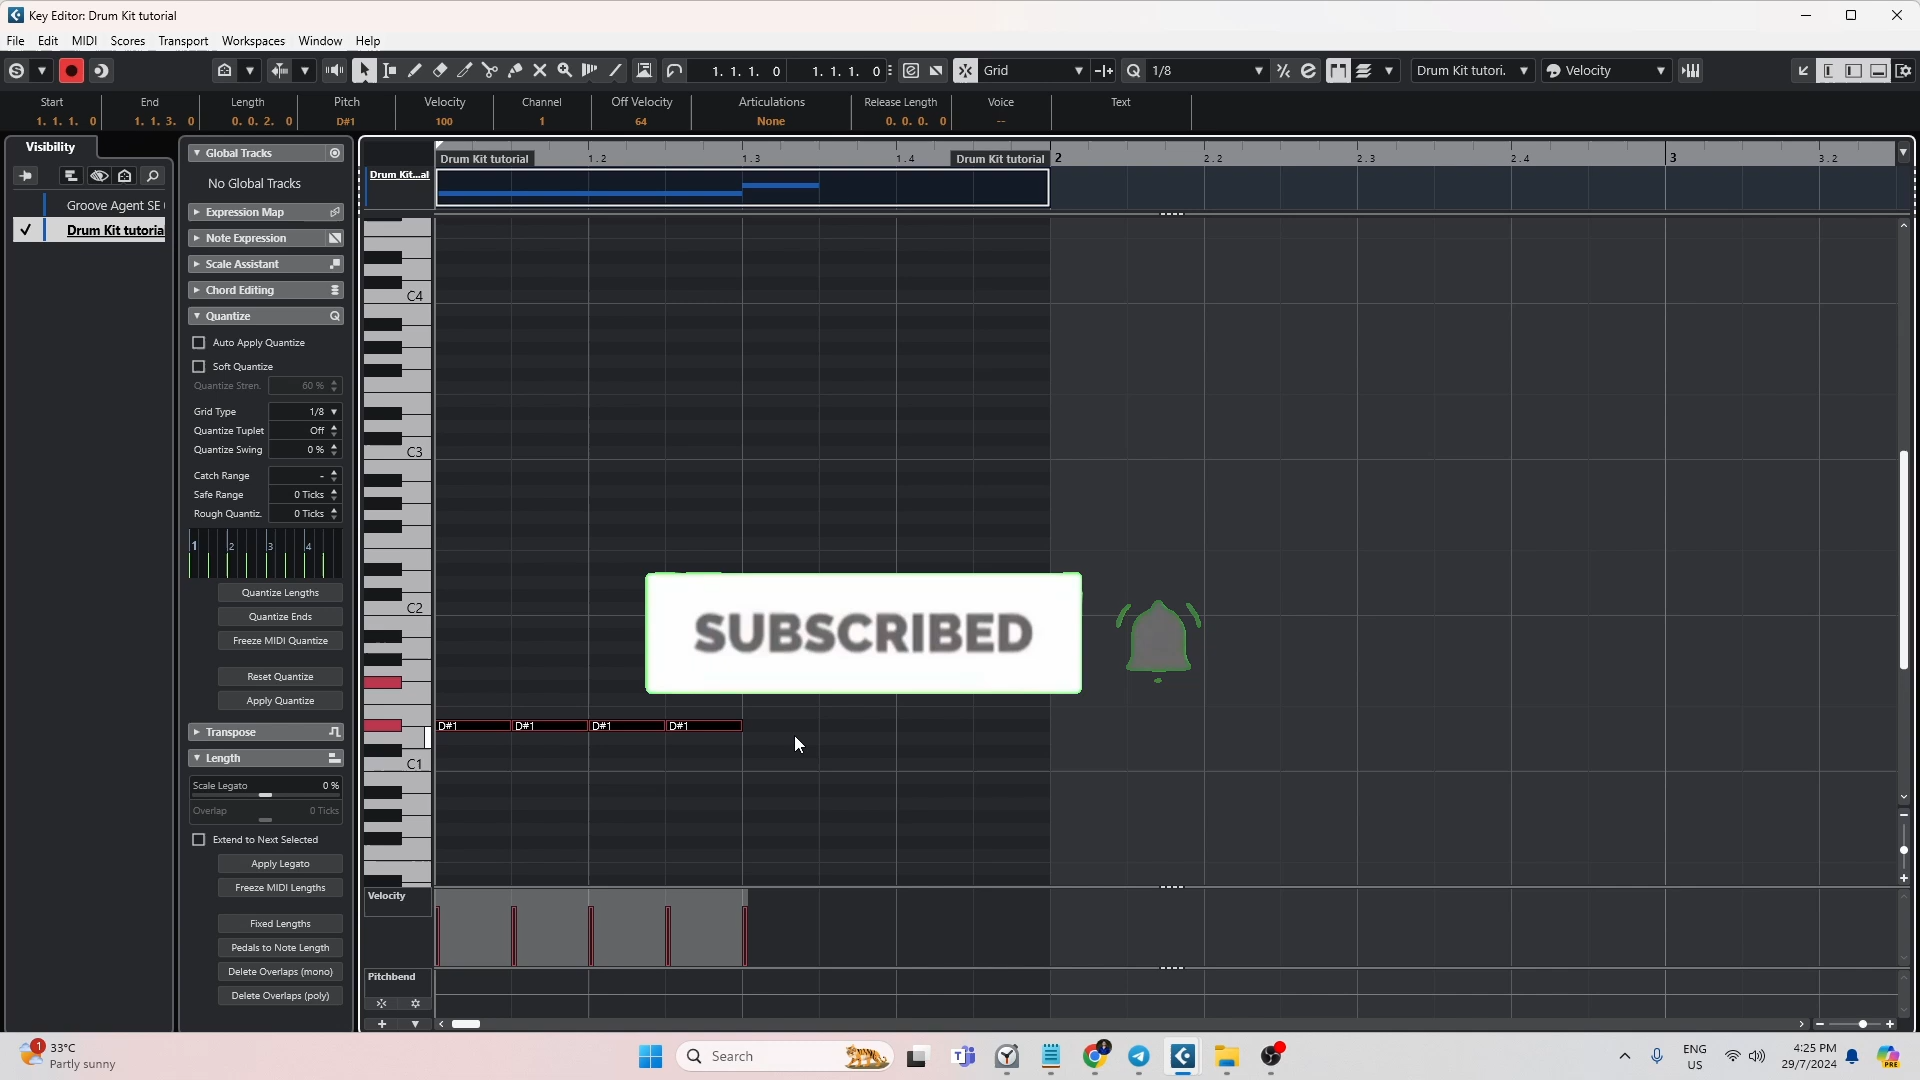 Key Editor: Drum Kit tutorial
File Edit MIDI Scores Transport Workspaces Window Help
1. 1. 1. 0 1. 1. 1. 0 Grid 1/8 Drum Kit tutori. Velocity
Start End Length Pitch Velocity Channel Off Velocity Articulations Release Length Voice Text
1. 1. 1. 0 1. 1. 3. 0 0. 0. 2. 0 D#1 100 1 64 None 0. 0. 0. 0 --
Visibility
Groove Agent SE
Drum Kit tutoria
Global Tracks
No Global Tracks
Expression Map
Note Expression
Scale Assistant
Chord Editing
Quantize
Auto Apply Quantize
Soft Quantize
Quantize Stren. 60 %
Grid Type 1/8
Quantize Tuplet Off
Quantize Swing 0 %
Catch Range -
Safe Range 0 Ticks
Rough Quantiz. 0 Ticks
1 2 3 4
Quantize Lengths
Quantize Ends
Freeze MIDI Quantize
Reset Quantize
Apply Quantize
Transpose
Length
Scale Legato 0 %
Overlap 0 Ticks
Extend to Next Selected
Apply Legato
Freeze MIDI Lengths
Fixed Lengths
Pedals to Note Length
Delete Overlaps (mono)
Delete Overlaps (poly)
Drum Kit tutorial 1.2 1.3 1.4 Drum Kit tutorial 2 2.2 2.3 2.4 3 3.2
Drum Kit...al
C4
C3
C2
SUBSCRIBED
D#1 D#1 D#1 D#1
C1
Velocity
Pitchbend
1
33°C
Partly sunny
Search
ENG
US
4:25 PM
29/7/2024
PRE